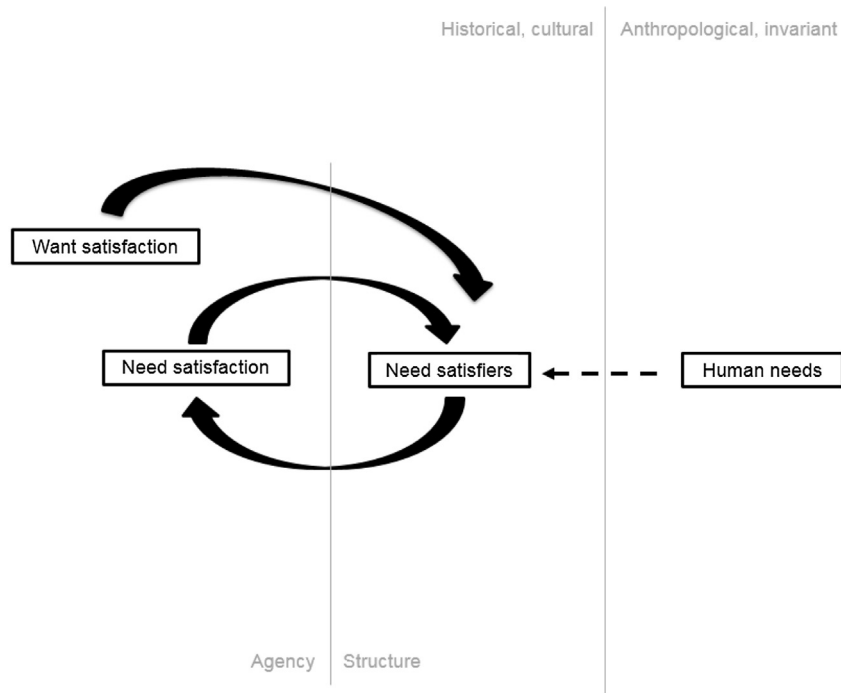 Historical, cultural
Anthropological, invariant
Want satisfaction
Need satisfaction
Need satisfiers
Human needs
Agency
Structure